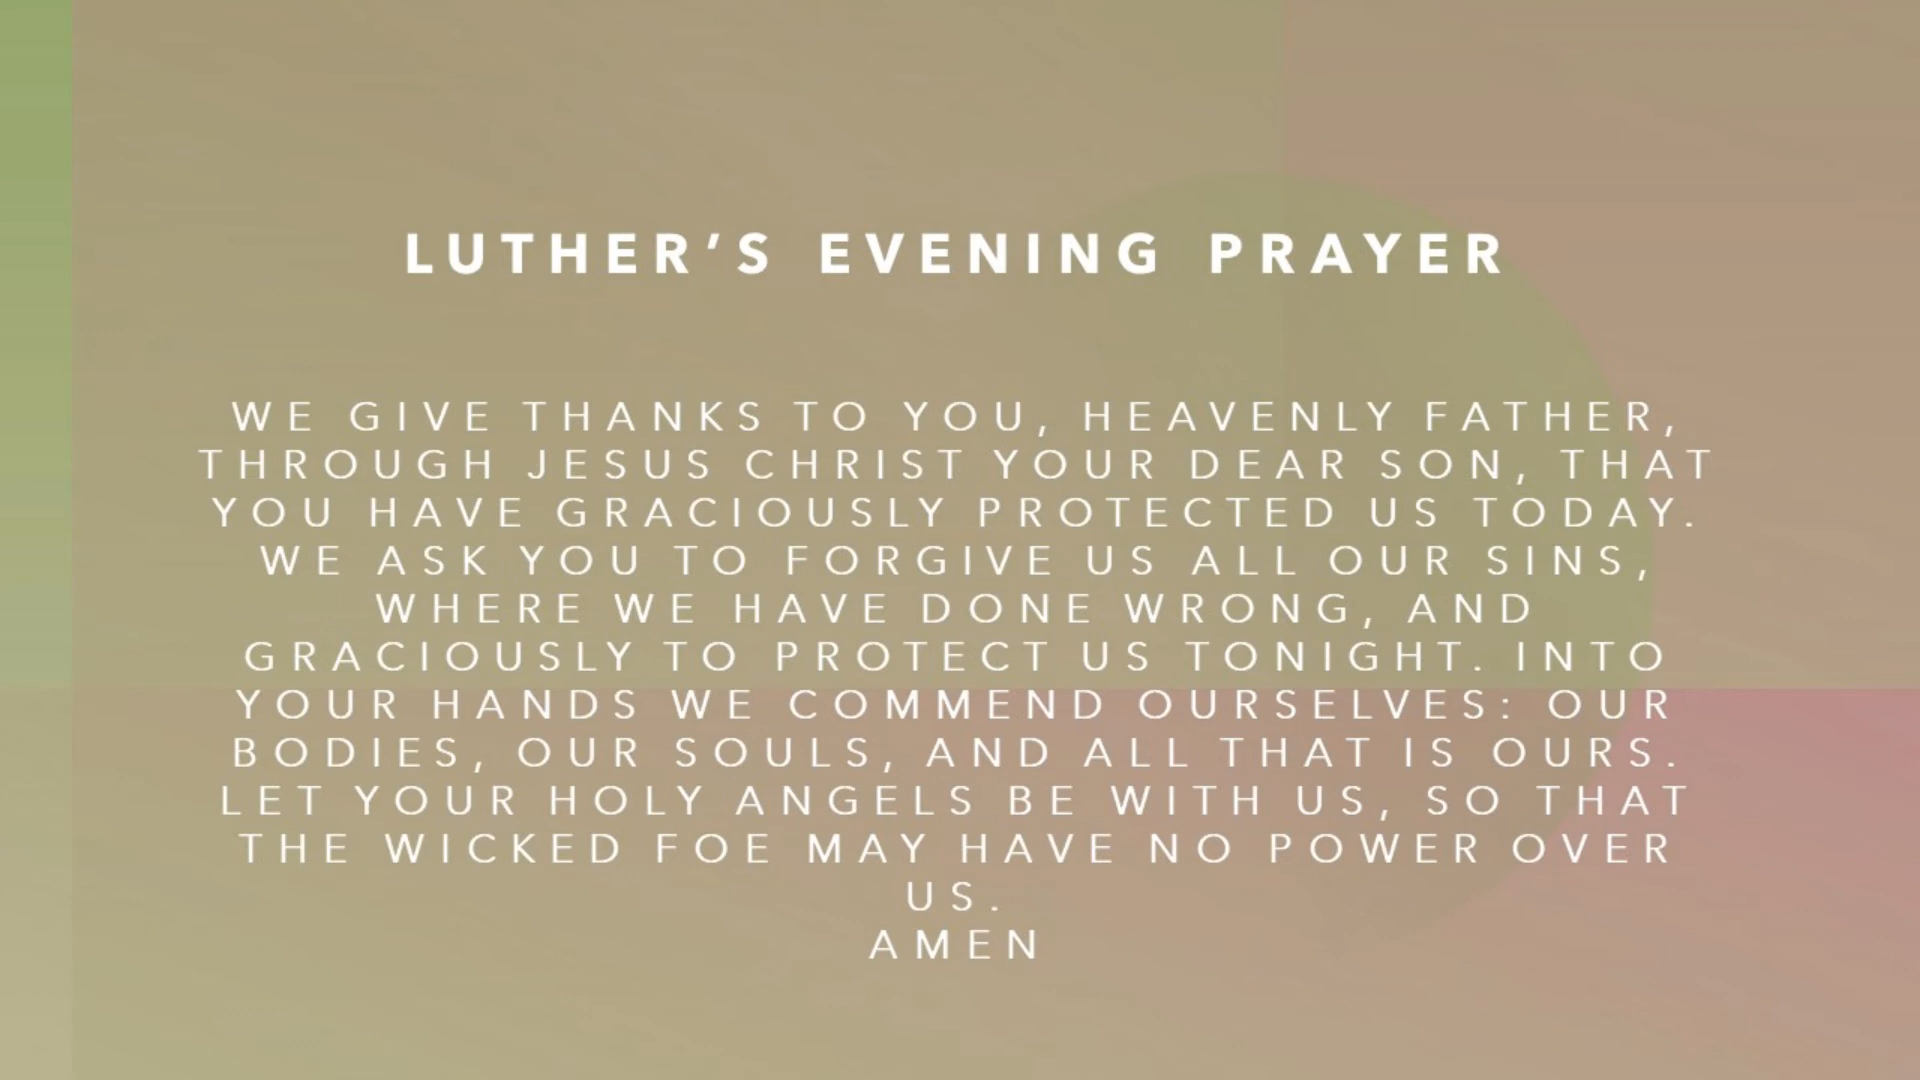 LUTHER’S EVENING PRAYER
WE GIVE THANKS TO YOU, HEAVENLY FATHER,
THROUGH JESUS CHRIST YOUR DEAR SON, THAT
YOU HAVE GRACIOUSLY PROTECTED US TODAY.
WE ASK YOU TO FORGIVE US ALL OUR SINS,
WHERE WE HAVE DONE WRONG, AND
GRACIOUSLY TO PROTECT US TONIGHT. INTO
YOUR HANDS WE COMMEND OURSELVES: OUR
BODIES, OUR SOULS, AND ALL THAT IS OURS.
LET YOUR HOLY ANGELS BE WITH US, SO THAT
THE WICKED FOE MAY HAVE NO POWER OVER
US.
AMEN